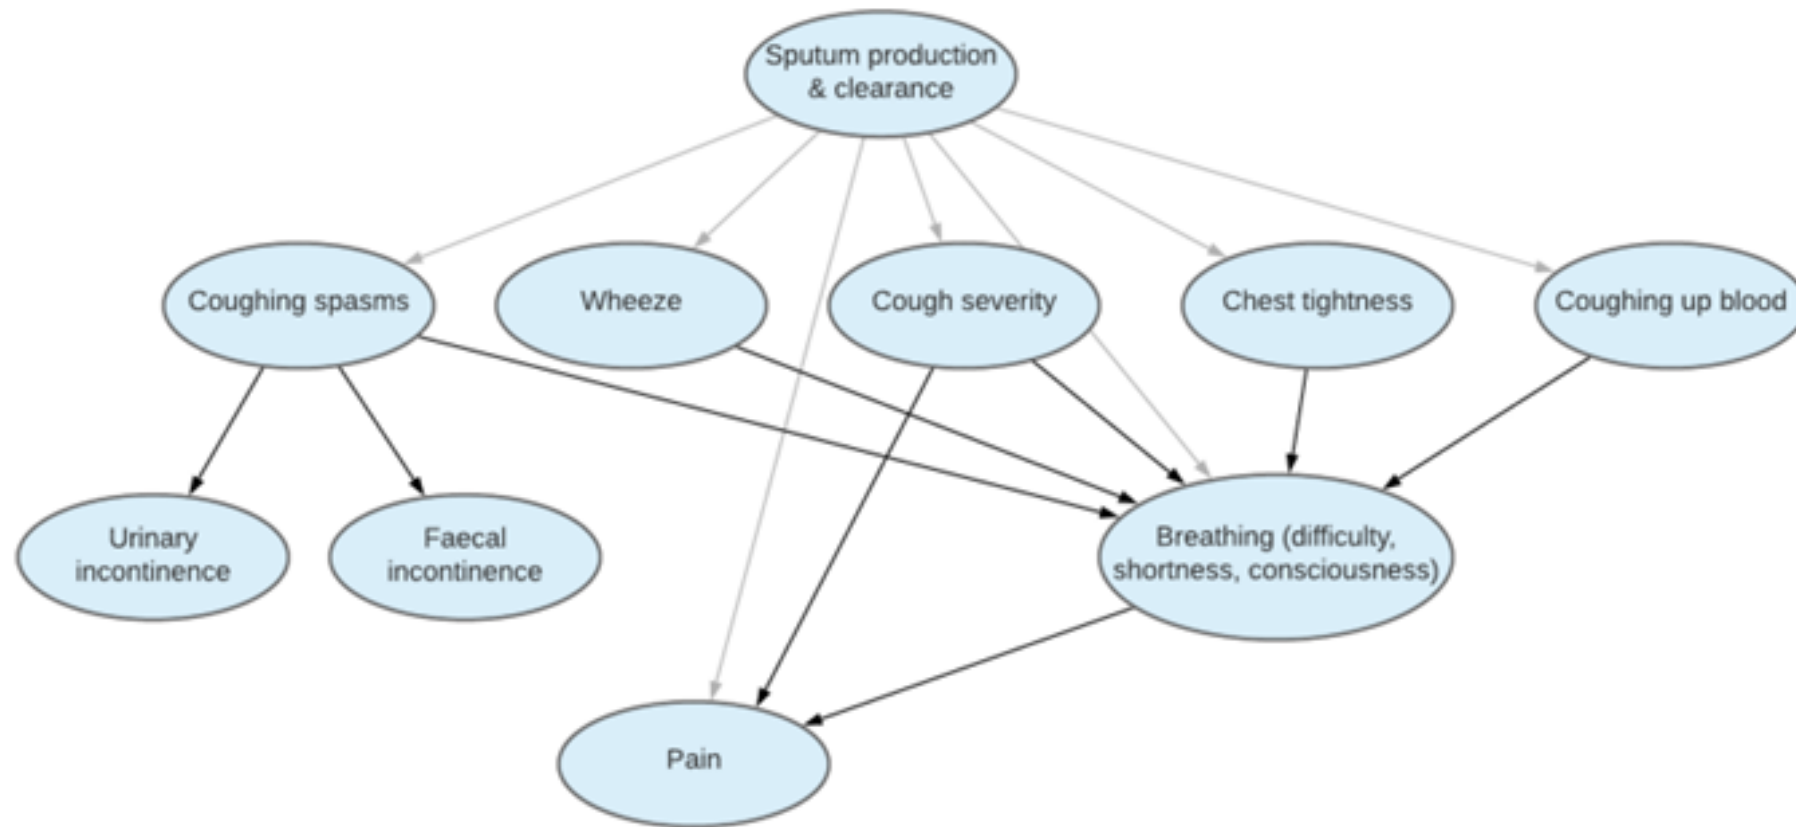 Sputum production
& clearance
Coughing spasms
Wheeze
Cough severity
Chest tightness
Coughing up blood
Urinary
incontinence
Faecal
incontinence
Breathing (difficulty,
shortness, consciousness)
Pain